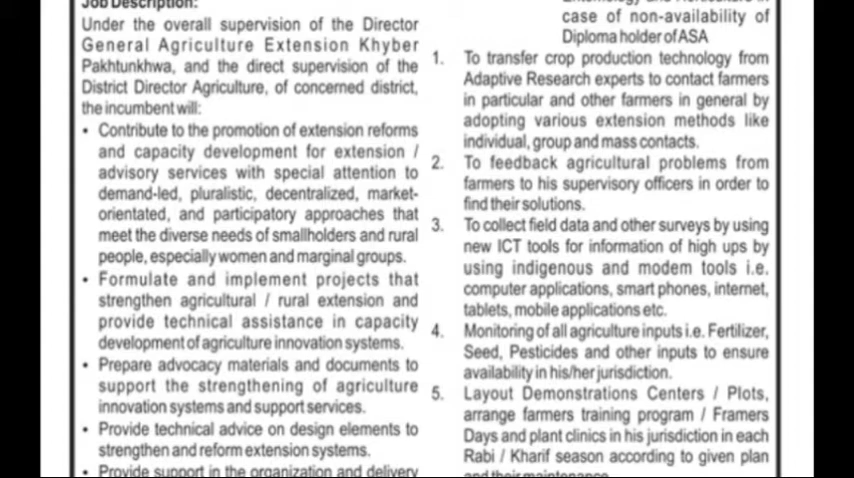 Job Description:
Under the overall supervision of the Director
General Agriculture Extension Khyber
Pakhtunkhwa, and the direct supervision of the
District Director Agriculture, of concerned district,
the incumbent will:
• Contribute to the promotion of extension reforms
and capacity development for extension /
advisory services with special attention to
demand-led, pluralistic, decentralized, market-
orientated, and participatory approaches that
meet the diverse needs of smallholders and rural
people, especially women and marginal groups.
• Formulate and implement projects that
strengthen agricultural / rural extension and
provide technical assistance in capacity
development of agriculture innovation systems.
• Prepare advocacy materials and documents to
support the strengthening of agriculture
innovation systems and support services.
• Provide technical advice on design elements to
strengthen and reform extension systems.
• Provide support in the organization and delivery
case of non-availability of
Diploma holder of ASA
1. To transfer crop production technology from
Adaptive Research experts to contact farmers
in particular and other farmers in general by
adopting various extension methods like
individual, group and mass contacts.
2. To feedback agricultural problems from
farmers to his supervisory officers in order to
find their solutions.
3. To collect field data and other surveys by using
new ICT tools for information of high ups by
using indigenous and modem tools i.e.
computer applications, smart phones, internet,
tablets, mobile applications etc.
4. Monitoring of all agriculture inputs i.e. Fertilizer,
Seed, Pesticides and other inputs to ensure
availability in his/her jurisdiction.
5. Layout Demonstrations Centers / Plots,
arrange farmers training program / Framers
Days and plant clinics in his jurisdiction in each
Rabi / Kharif season according to given plan
and their maintenance